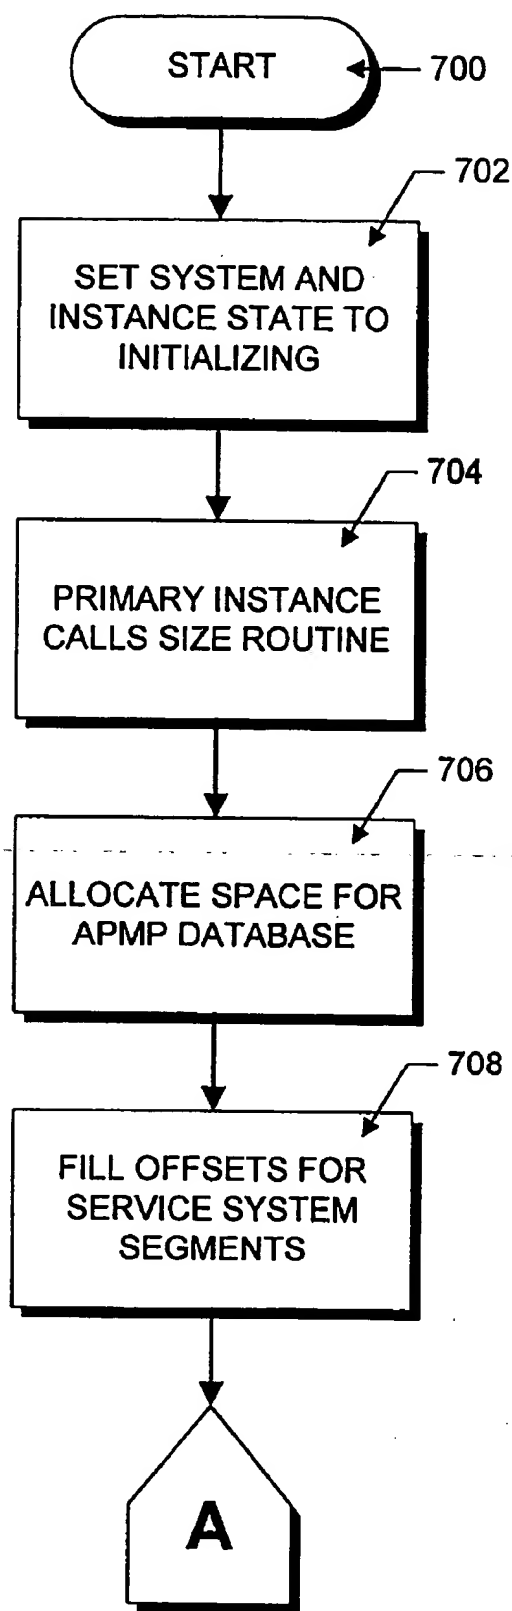 START
700
702
SET SYSTEM AND
INSTANCE STATE TO
INITIALIZING
704
PRIMARY INSTANCE
CALLS SIZE ROUTINE
706
ALLOCATE SPACE FOR
APMP DATABASE
708
FILL OFFSETS FOR
SERVICE SYSTEM
SEGMENTS
A